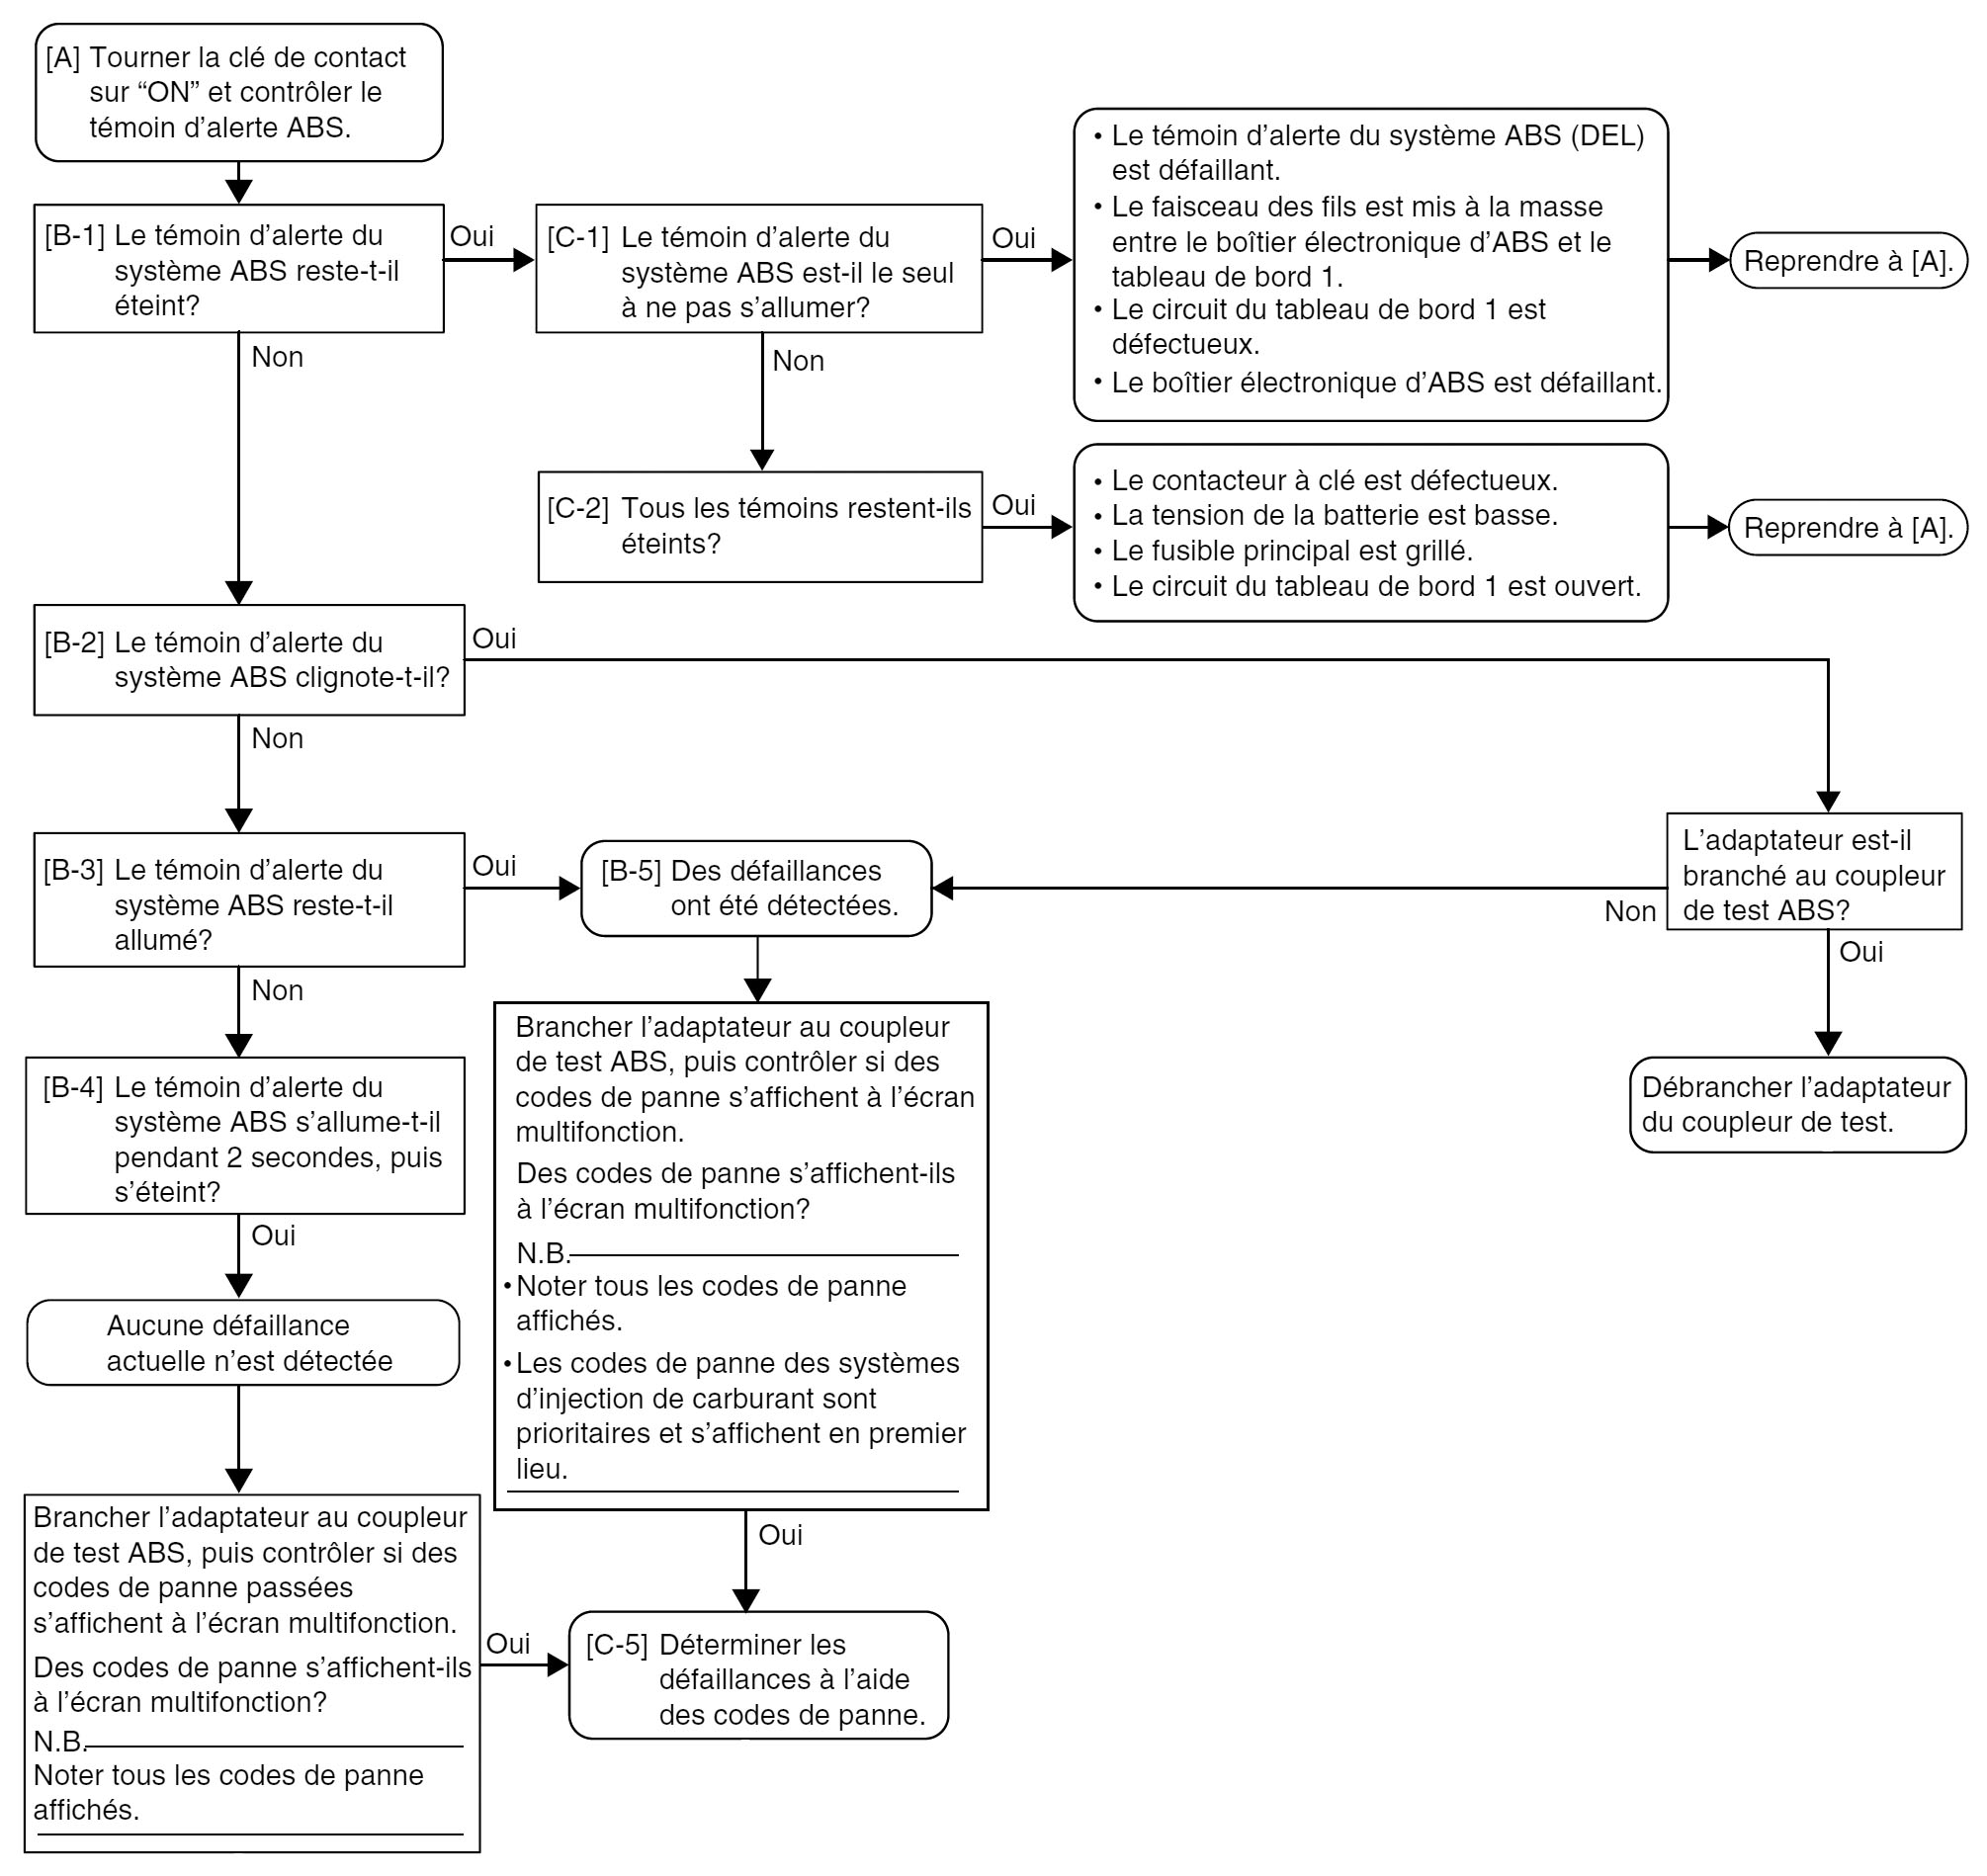 [A] Tourner la clé de contact
sur “ON” et contrôler le
témoin d’alerte ABS.
[B-1] Le témoin d’alerte du
système ABS reste-t-il
éteint?
Oui
Non
[C-1] Le témoin d’alerte du
système ABS est-il le seul
à ne pas s’allumer?
Oui
Non
• Le témoin d’alerte du système ABS (DEL)
est défaillant.
• Le faisceau des fils est mis à la masse
entre le boîtier électronique d’ABS et le
tableau de bord 1.
• Le circuit du tableau de bord 1 est
défectueux.
• Le boîtier électronique d’ABS est défaillant.
Reprendre à [A].
[C-2] Tous les témoins restent-ils
éteints?
Oui
• Le contacteur à clé est défectueux.
• La tension de la batterie est basse.
• Le fusible principal est grillé.
• Le circuit du tableau de bord 1 est ouvert.
Reprendre à [A].
[B-2] Le témoin d’alerte du
système ABS clignote-t-il?
Oui
Non
L’adaptateur est-il
branché au coupleur
de test ABS?
Non
Oui
Débrancher l’adaptateur
du coupleur de test.
[B-3] Le témoin d’alerte du
système ABS reste-t-il
allumé?
Oui
Non
[B-5] Des défaillances
ont été détectées.
Brancher l’adaptateur au coupleur
de test ABS, puis contrôler si des
codes de panne s’affichent à l’écran
multifonction.
Des codes de panne s’affichent-ils
à l’écran multifonction?
N.B.
• Noter tous les codes de panne
affichés.
• Les codes de panne des systèmes
d’injection de carburant sont
prioritaires et s’affichent en premier
lieu.
Oui
[B-4] Le témoin d’alerte du
système ABS s’allume-t-il
pendant 2 secondes, puis
s’éteint?
Oui
Aucune défaillance
actuelle n’est détectée
Brancher l’adaptateur au coupleur
de test ABS, puis contrôler si des
codes de panne passées
s’affichent à l’écran multifonction.
Des codes de panne s’affichent-ils
à l’écran multifonction?
N.B.
Noter tous les codes de panne
affichés.
Oui
[C-5] Déterminer les
défaillances à l’aide
des codes de panne.